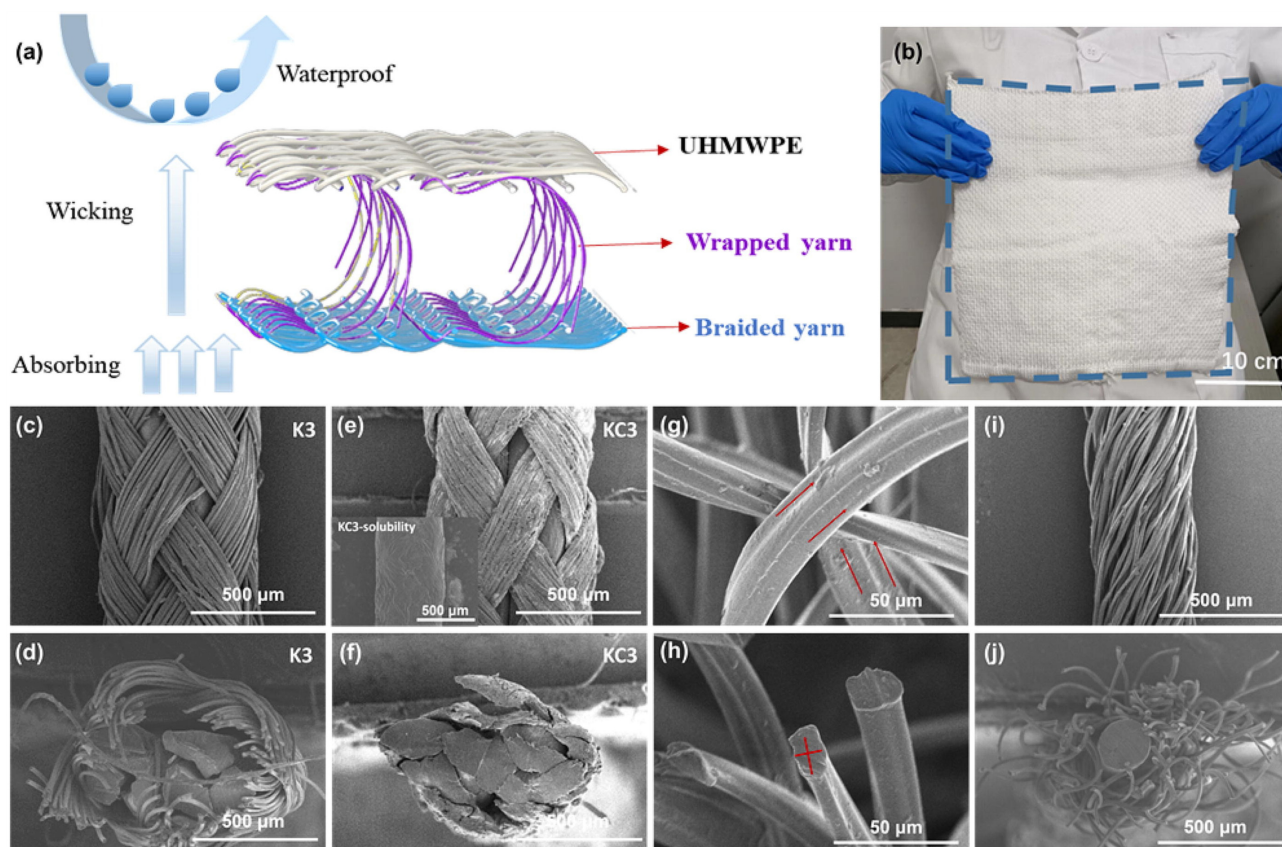 (a)
Waterproof
UHMWPE
Wicking
Wrapped yarn
Braided yarn
Absorbing
(b)
10 cm
(c)
K3
(e)
KC3
KC3-solubility
500 μm
500 μm
500 μm
(g)
50 μm
(i)
500 μm
(d)
K3
500 μm
(f)
KC3
500 μm
(h)
50 μm
(j)
500 μm